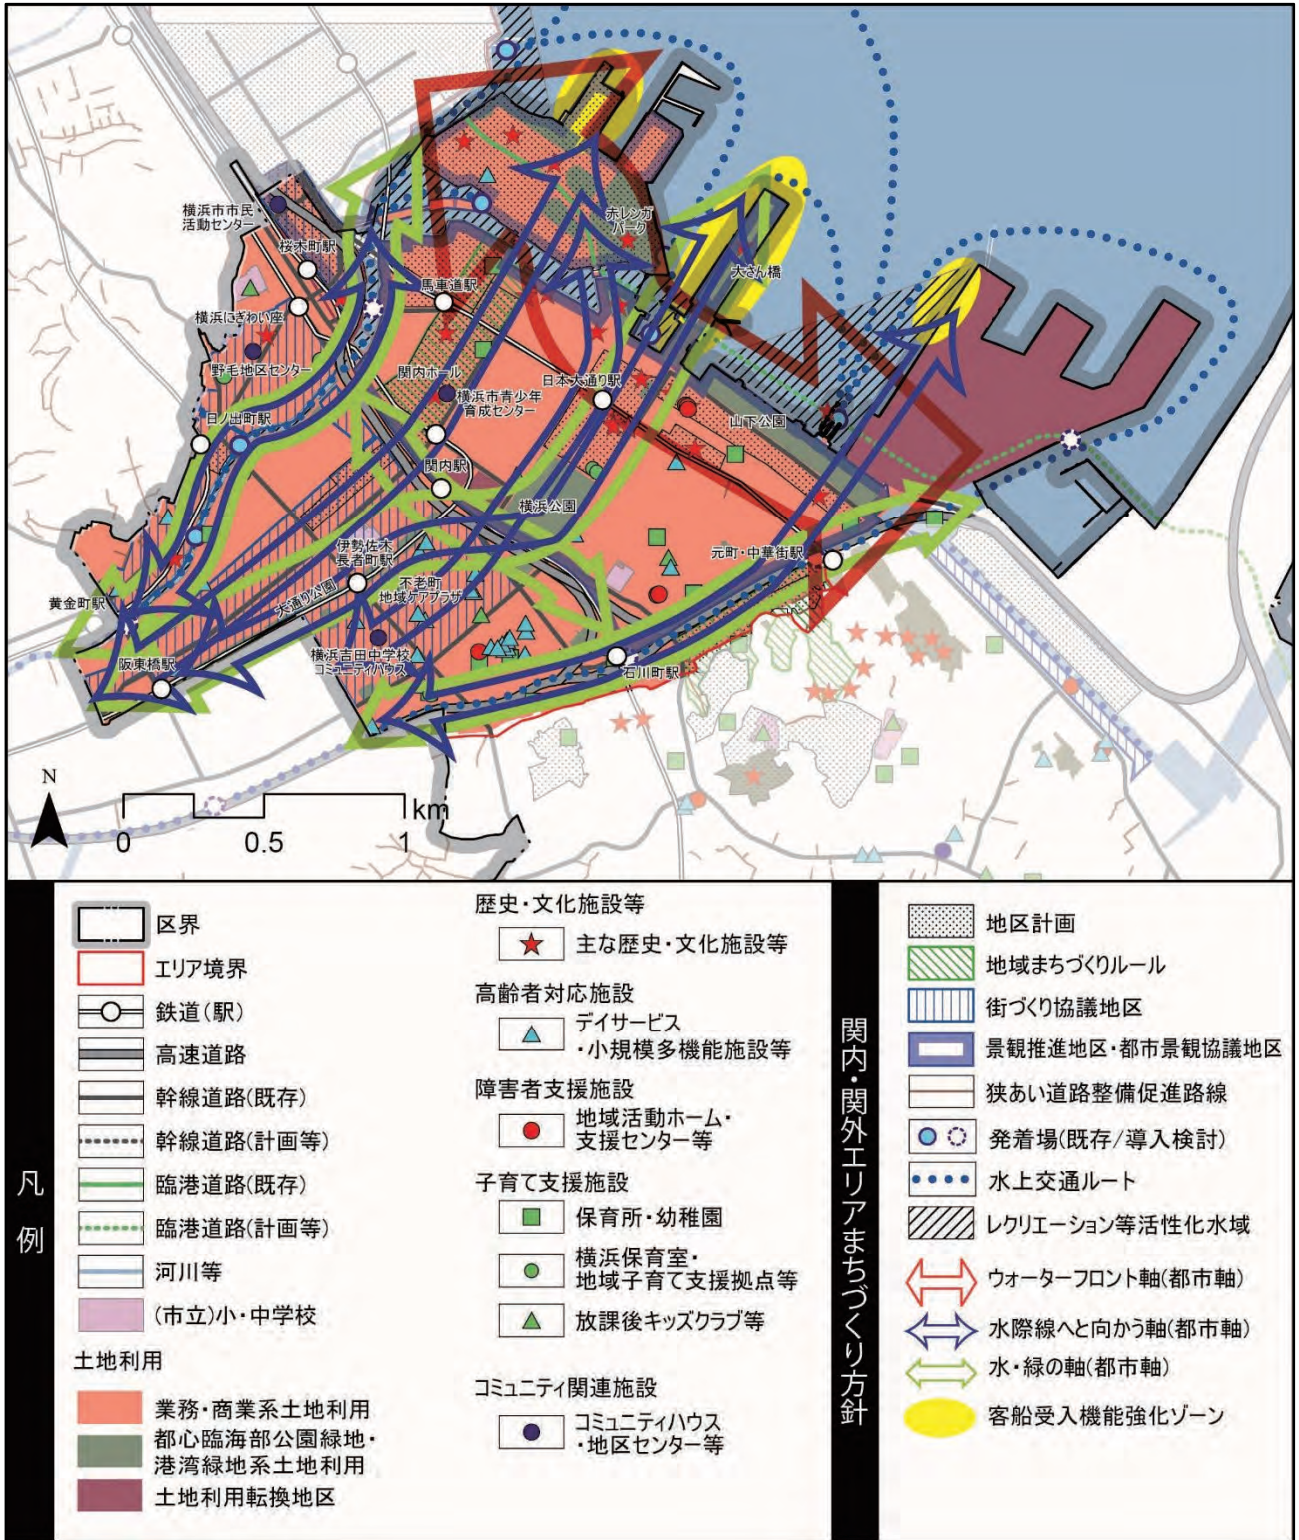 横浜市市民
活動センター
桜木町駅
赤レンガ
パーク
馬車道駅
大さん橋
横浜にぎわい座
野毛地区センター
関内ホール
日本大通り駅
横浜市青少年
育成センター
日ノ出町駅
山下公園
関内駅
横浜公園
伊勢佐木
長者町駅
元町・中華街駅
黄金町駅
大通り公園
不老町
地域ケアプラザ
阪東橋駅
横浜吉田中学校
コミュニティハウス
石川町駅
N
km
0
0.5
1
凡例
区界
エリア境界
鉄道(駅)
高速道路
幹線道路(既存)
幹線道路(計画等)
臨港道路(既存)
臨港道路(計画等)
河川等
(市立)小・中学校
土地利用
業務・商業系土地利用
都心臨海部公園緑地・
港湾緑地系土地利用
土地利用転換地区
歴史・文化施設等
主な歴史・文化施設等
高齢者対応施設
デイサービス
・小規模多機能施設等
障害者支援施設
地域活動ホーム・
支援センター等
子育て支援施設
保育所・幼稚園
横浜保育室・
地域子育て支援拠点等
放課後キッズクラブ等
コミュニティ関連施設
コミュニティハウス
・地区センター等
関内・関外エリアまちづくり方針
地区計画
地域まちづくりルール
街づくり協議地区
景観推進地区・都市景観協議地区
狭あい道路整備促進路線
発着場(既存/導入検討)
水上交通ルート
レクリエーション等活性化水域
ウォーターフロント軸(都市軸)
水際線へと向かう軸(都市軸)
水・緑の軸(都市軸)
客船受入機能強化ゾーン